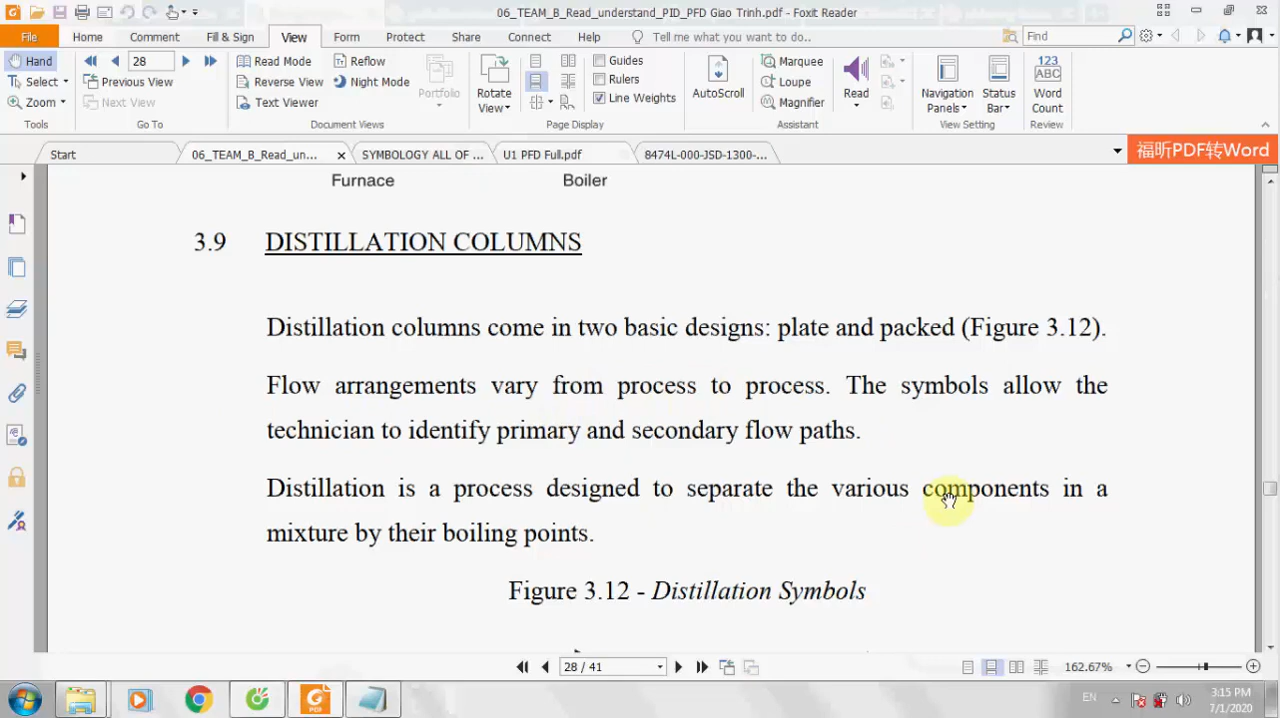 06_TEAM_B_Read_understand_PID_PFD Giao Trinh.pdf - Foxit Reader
File Home Comment Fill & Sign View Form Protect Share Connect Help Tell me what you want to do.. Find
Hand 28 Read Mode Reflow Guides Marquee 123
Select Previous View Reverse View Night Mode Rulers Loupe ABC
Zoom Next View Text Viewer Portfolio Rotate View Line Weights AutoScroll Magnifier Read Navigation Panels Status Bar Word Count
Tools Go To Document Views Page Display Assistant View Setting Review
Start 06_TEAM_B_Read_un... SYMBOLOGY ALL OF ... U1 PFD Full.pdf 8474L-000-JSD-1300-... 福昕PDF转Word
Furnace Boiler
3.9 DISTILLATION COLUMNS
Distillation columns come in two basic designs: plate and packed (Figure 3.12).
Flow arrangements vary from process to process. The symbols allow the
technician to identify primary and secondary flow paths.
Distillation is a process designed to separate the various components in a
mixture by their boiling points.
Figure 3.12 - Distillation Symbols
28 / 41 162.67%
PDF EN 3:15 PM
7/1/2020